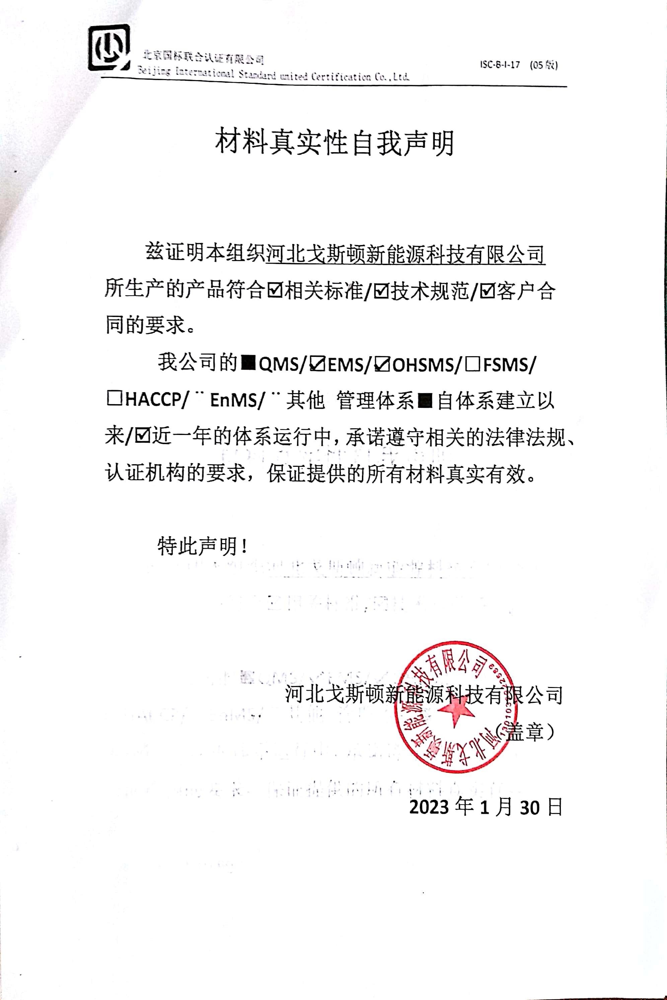 北京国标联合认证有限公司
Beijing International Standard united Certification Co.,Ltd.
ISC-B-I-17 (05版)
材料真实性自我声明
兹证明本组织河北戈斯顿新能源科技有限公司
所生产的产品符合☑相关标准/☑技术规范/☑客户合
同的要求。
我公司的■QMS/☑EMS/☑OHSMS/□FSMS/
□HACCP/¨EnMS/¨其他 管理体系■自体系建立以
来/☑近一年的体系运行中，承诺遵守相关的法律法规、
认证机构的要求，保证提供的所有材料真实有效。
特此声明！
河北戈斯顿新能源科技有限公司
河北戈斯顿新能源科技有限公司
（盖章）
2023年1月30日